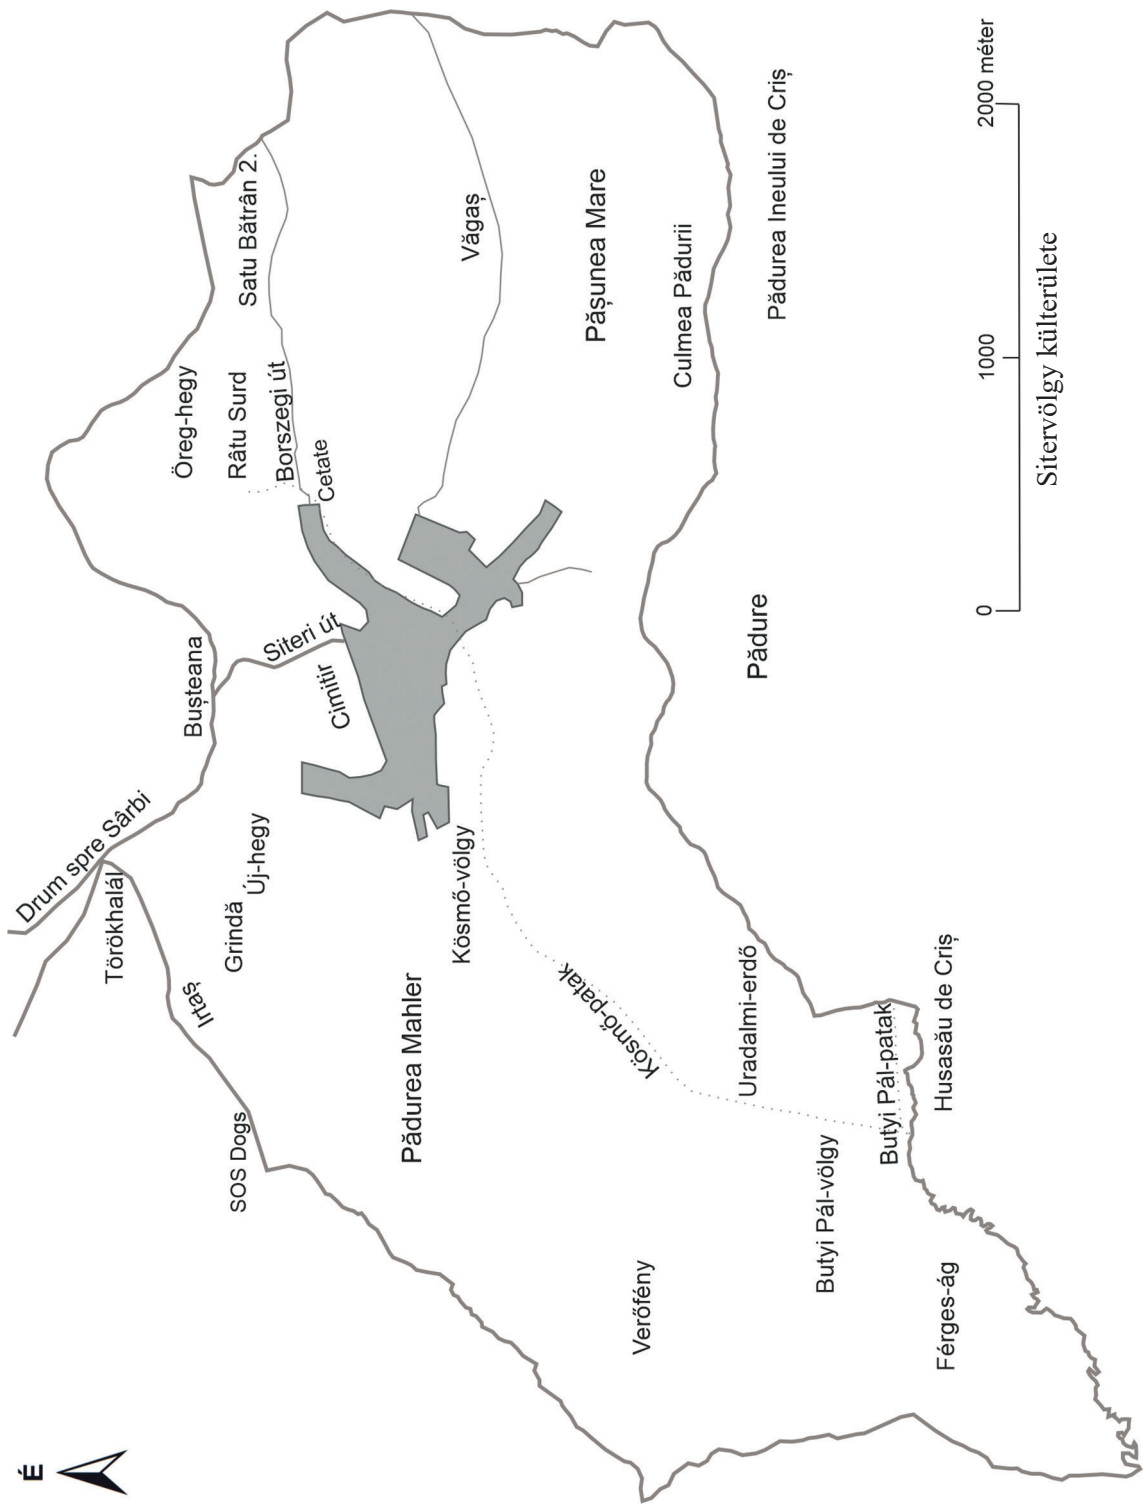 É
Drum spre Sârbi
Törökhalál
Bușteana
Irtaș
SOS Dogs
Grindă
Új-hegy
Siteri út
Cimitir
Öreg-hegy
Râtu Surd
Borszegi út
Cetate
Satu Bătrân 2.
Văgaș
Pădurea Mahler
Kösmő-völgy
Kösmő-patak
Pășunea Mare
Culmea Pădurii
Pădurea Ineului de Criș
Pădure
Verőfény
Uradalmi-erdő
Butyi Pál-völgy
Butyi Pál-patak
Husasău de Criș
Férges-ág
0
1000
2000 méter
Sitervölgy külterülete